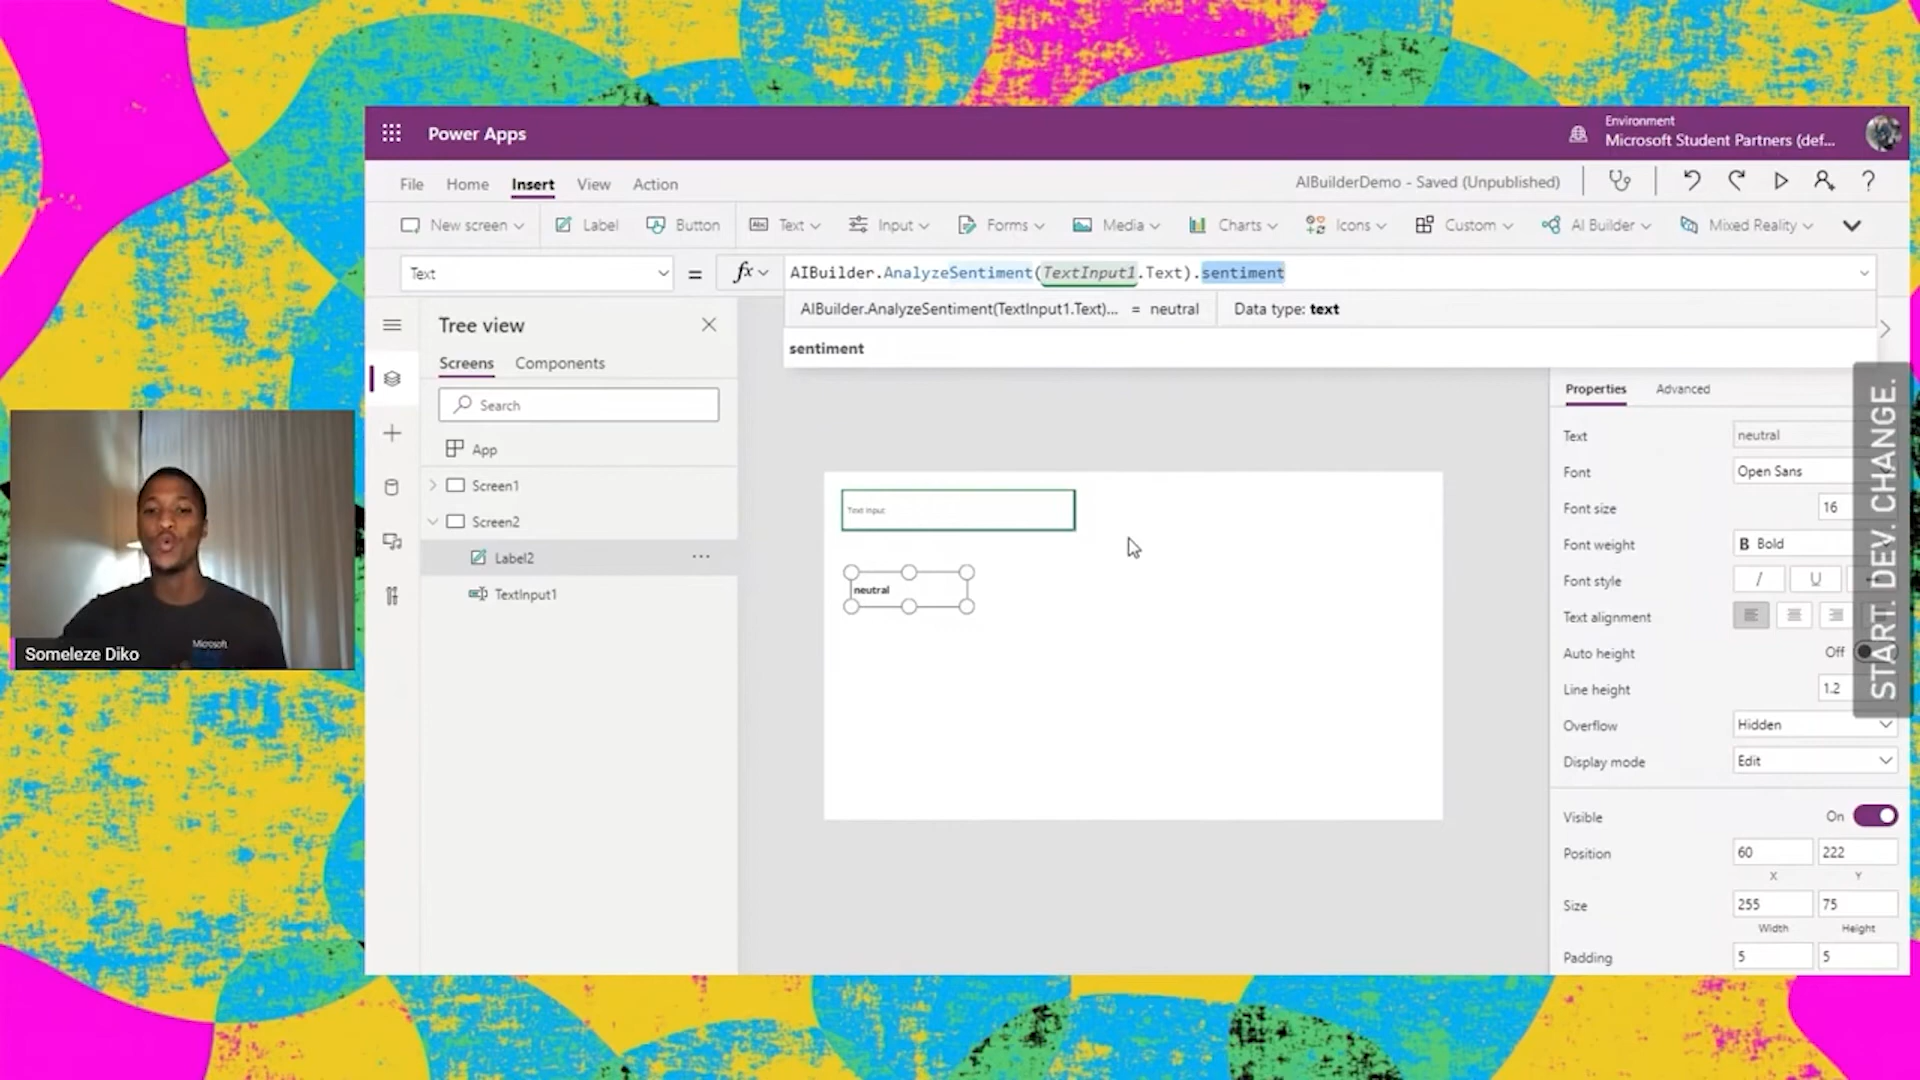 Power Apps
Environment
Microsoft Student Partners (def...
File Home Insert View Action
AIBuilderDemo - Saved (Unpublished)
New screen Label Button Text Input Forms Media Charts Icons Custom AI Builder Mixed Reality
Text = fx AIBuilder.AnalyzeSentiment(TextInput1.Text).sentiment
AIBuilder.AnalyzeSentiment(TextInput1.Text)... = neutral Data type: text
sentiment
Tree view
Screens Components
Search
App
Screen1
Screen2
Label2 ...
TextInput1
Text input
neutral
Properties Advanced
Text neutral
Font Open Sans
Font size 16
Font weight B Bold
Font style / U
Text alignment
Auto height Off
Line height 1.2
Overflow Hidden
Display mode Edit
Visible On
Position 60 222
X Y
Size 255 75
Width Height
Padding 5 5
START. DEV. CHANGE.
Microsoft
Someleze Diko